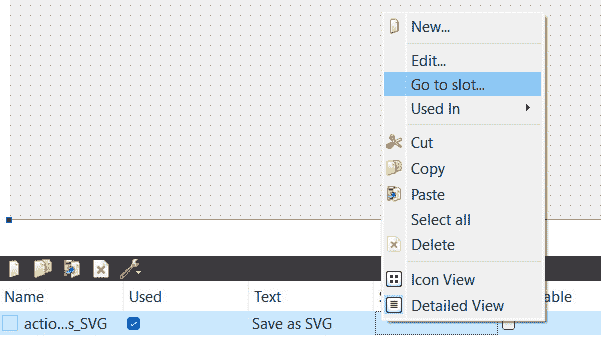 New...
Edit...
Go to slot...
Used In
Cut
Copy
Paste
Select all
Delete
Icon View
Detailed View
Name Used Text S able
actio...s_SVG Save as SVG